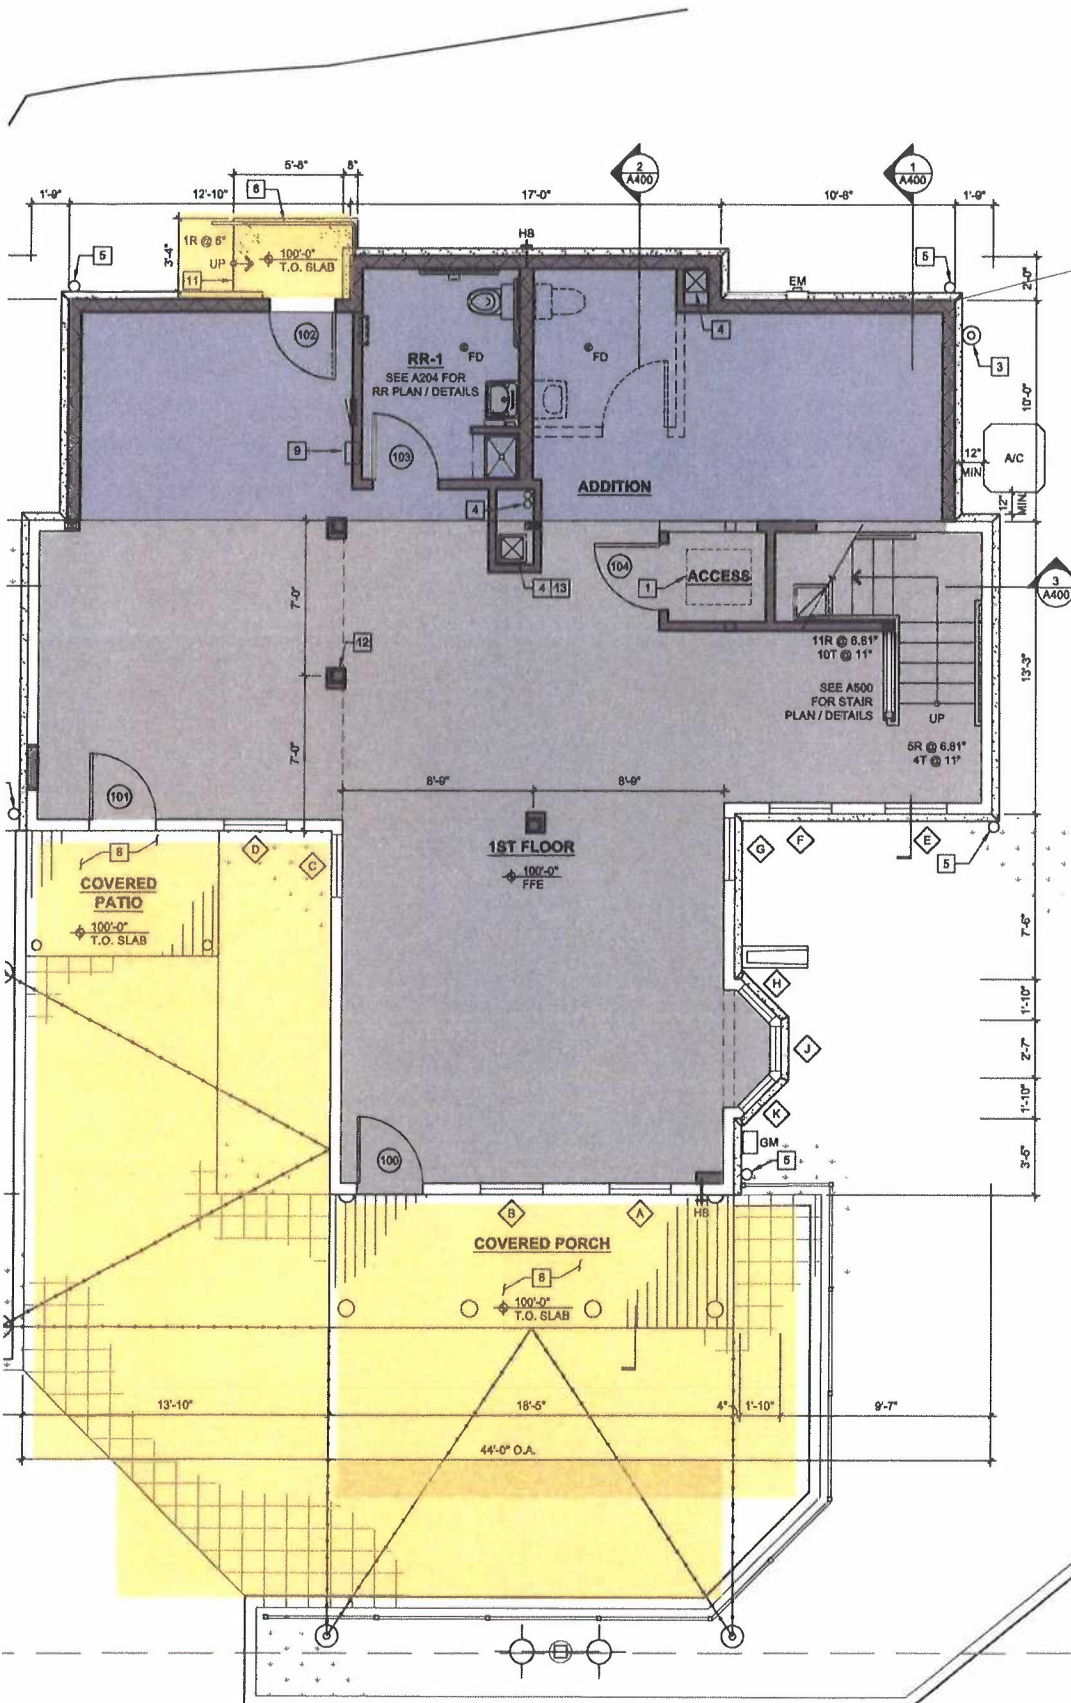 2
A400
1
A400
5'-8"
8"
1'-9"
12'-10"
6
17'-0"
10'-8"
1'-9"
HB
5
3'-4"
1R @ 6"
UP
100'-0"
T.O. SLAB
11
5
2'-0"
EM
102
RR-1
SEE A204 FOR
RR PLAN / DETAILS
FD
FD
4
3
10'-0"
9
103
12"
MIN
A/C
12"
MIN
ADDITION
4
104
1
ACCESS
4
13
3
A400
7'-0"
12
11R @ 6.81"
10T @ 11"
SEE A500
FOR STAIR
PLAN / DETAILS
UP
13'-3"
5R @ 6.81"
4T @ 11"
7'-0"
101
8'-9"
8'-9"
8
D
C
1ST FLOOR
100'-0"
FFE
G
F
E
5
COVERED
PATIO
100'-0"
T.O. SLAB
7'-6"
H
1'-10"
J
2'-7"
K
1'-10"
GM
5
3'-6"
100
B
A
HB
COVERED PORCH
8
100'-0"
T.O. SLAB
13'-10"
18'-5"
4"
1'-10"
9'-7"
44'-0" O.A.